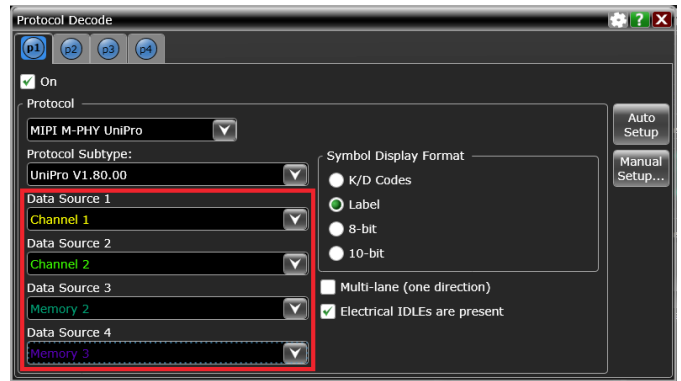 Protocol Decode
?
X
p1
p2
p3
p4
On
Protocol
MIPI M-PHY UniPro
Protocol Subtype:
UniPro V1.80.00
Data Source 1
Channel 1
Data Source 2
Channel 2
Data Source 3
Memory 2
Data Source 4
Memory 3
Symbol Display Format
K/D Codes
Label
8-bit
10-bit
Multi-lane (one direction)
Electrical IDLEs are present
Auto
Setup
Manual
Setup...